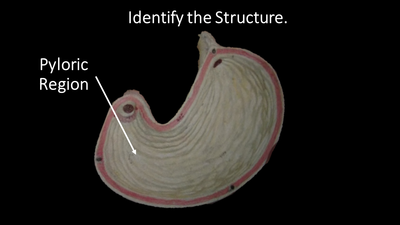 Identify the Structure.
Pyloric
Region